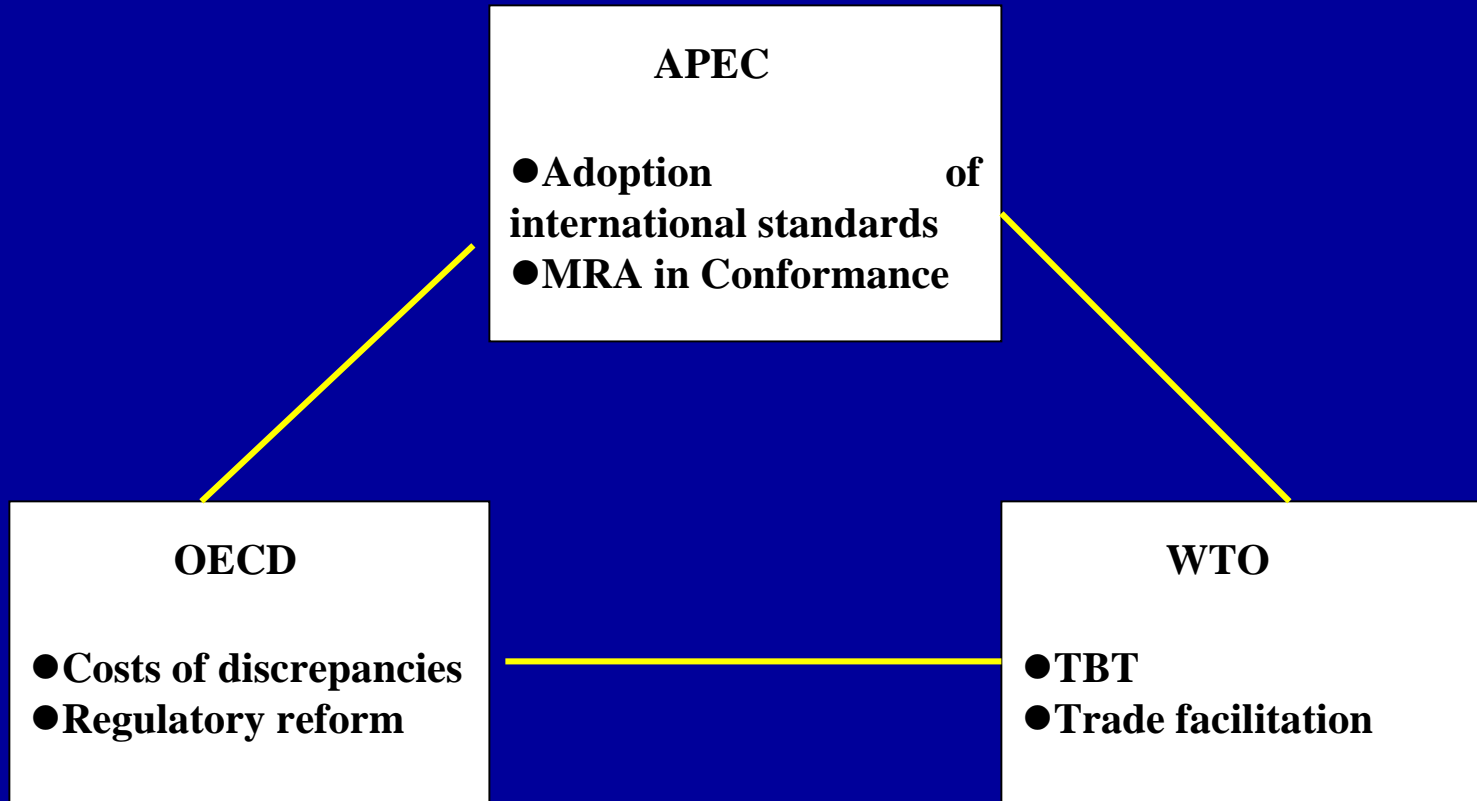 APEC
●Adoption of
international standards
●MRA in Conformance
OECD
●Costs of discrepancies
●Regulatory reform
WTO
●TBT
●Trade facilitation